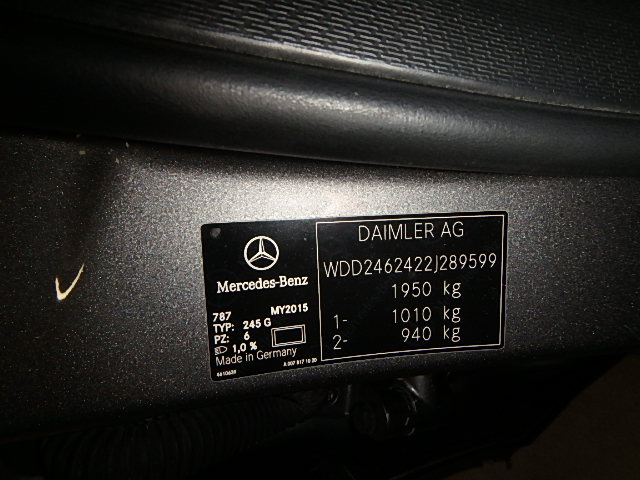 Mercedes-Benz
787 MY2015
TYP: 245 G
PZ: 6
1,0 %
Made in Germany
DAIMLER AG
WDD2462422J289599
1950 kg
1- 1010 kg
2- 940 kg